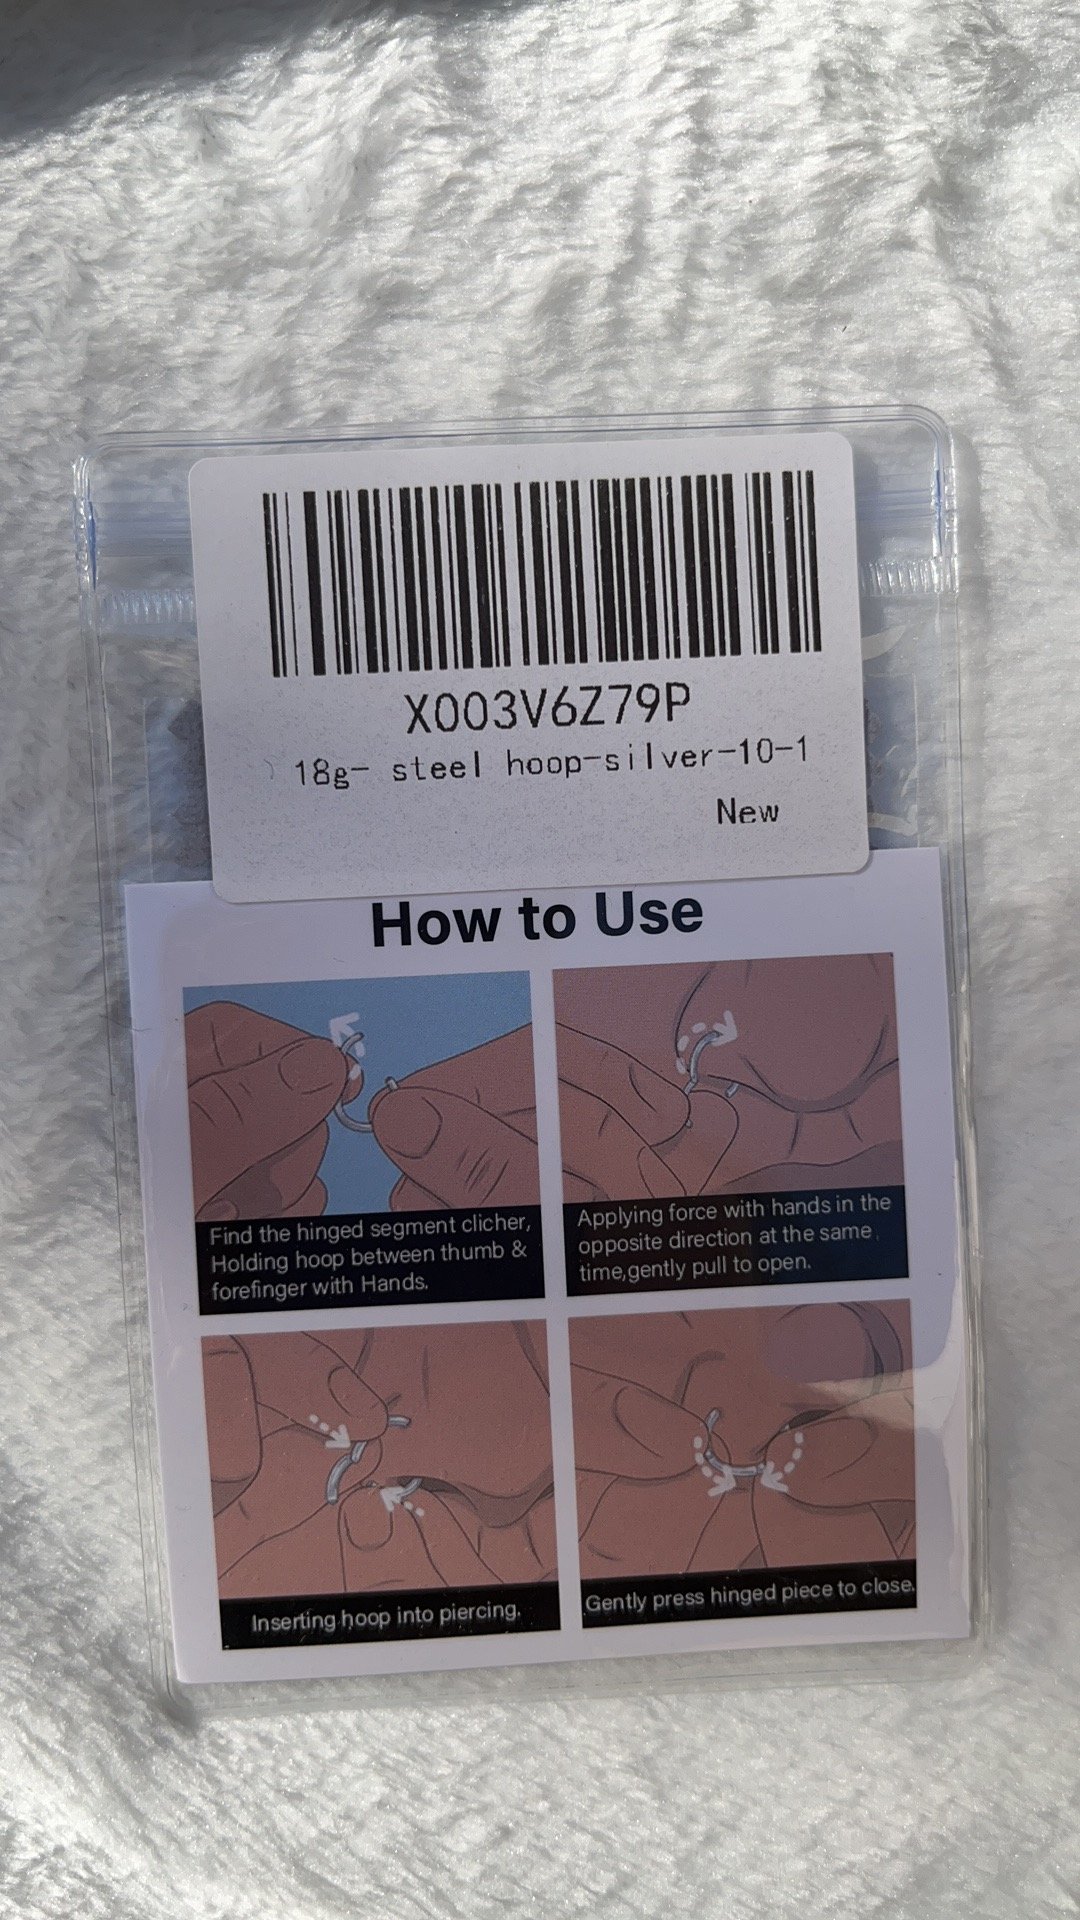 X003V6Z79P
18g- steel hoop-silver-10-1
New
How to Use
Find the hinged segment clicher,
Holding hoop between thumb &
forefinger with Hands.
Applying force with hands in the
opposite direction at the same
time,gently pull to open.
Inserting hoop into piercing.
Gently press hinged piece to close.